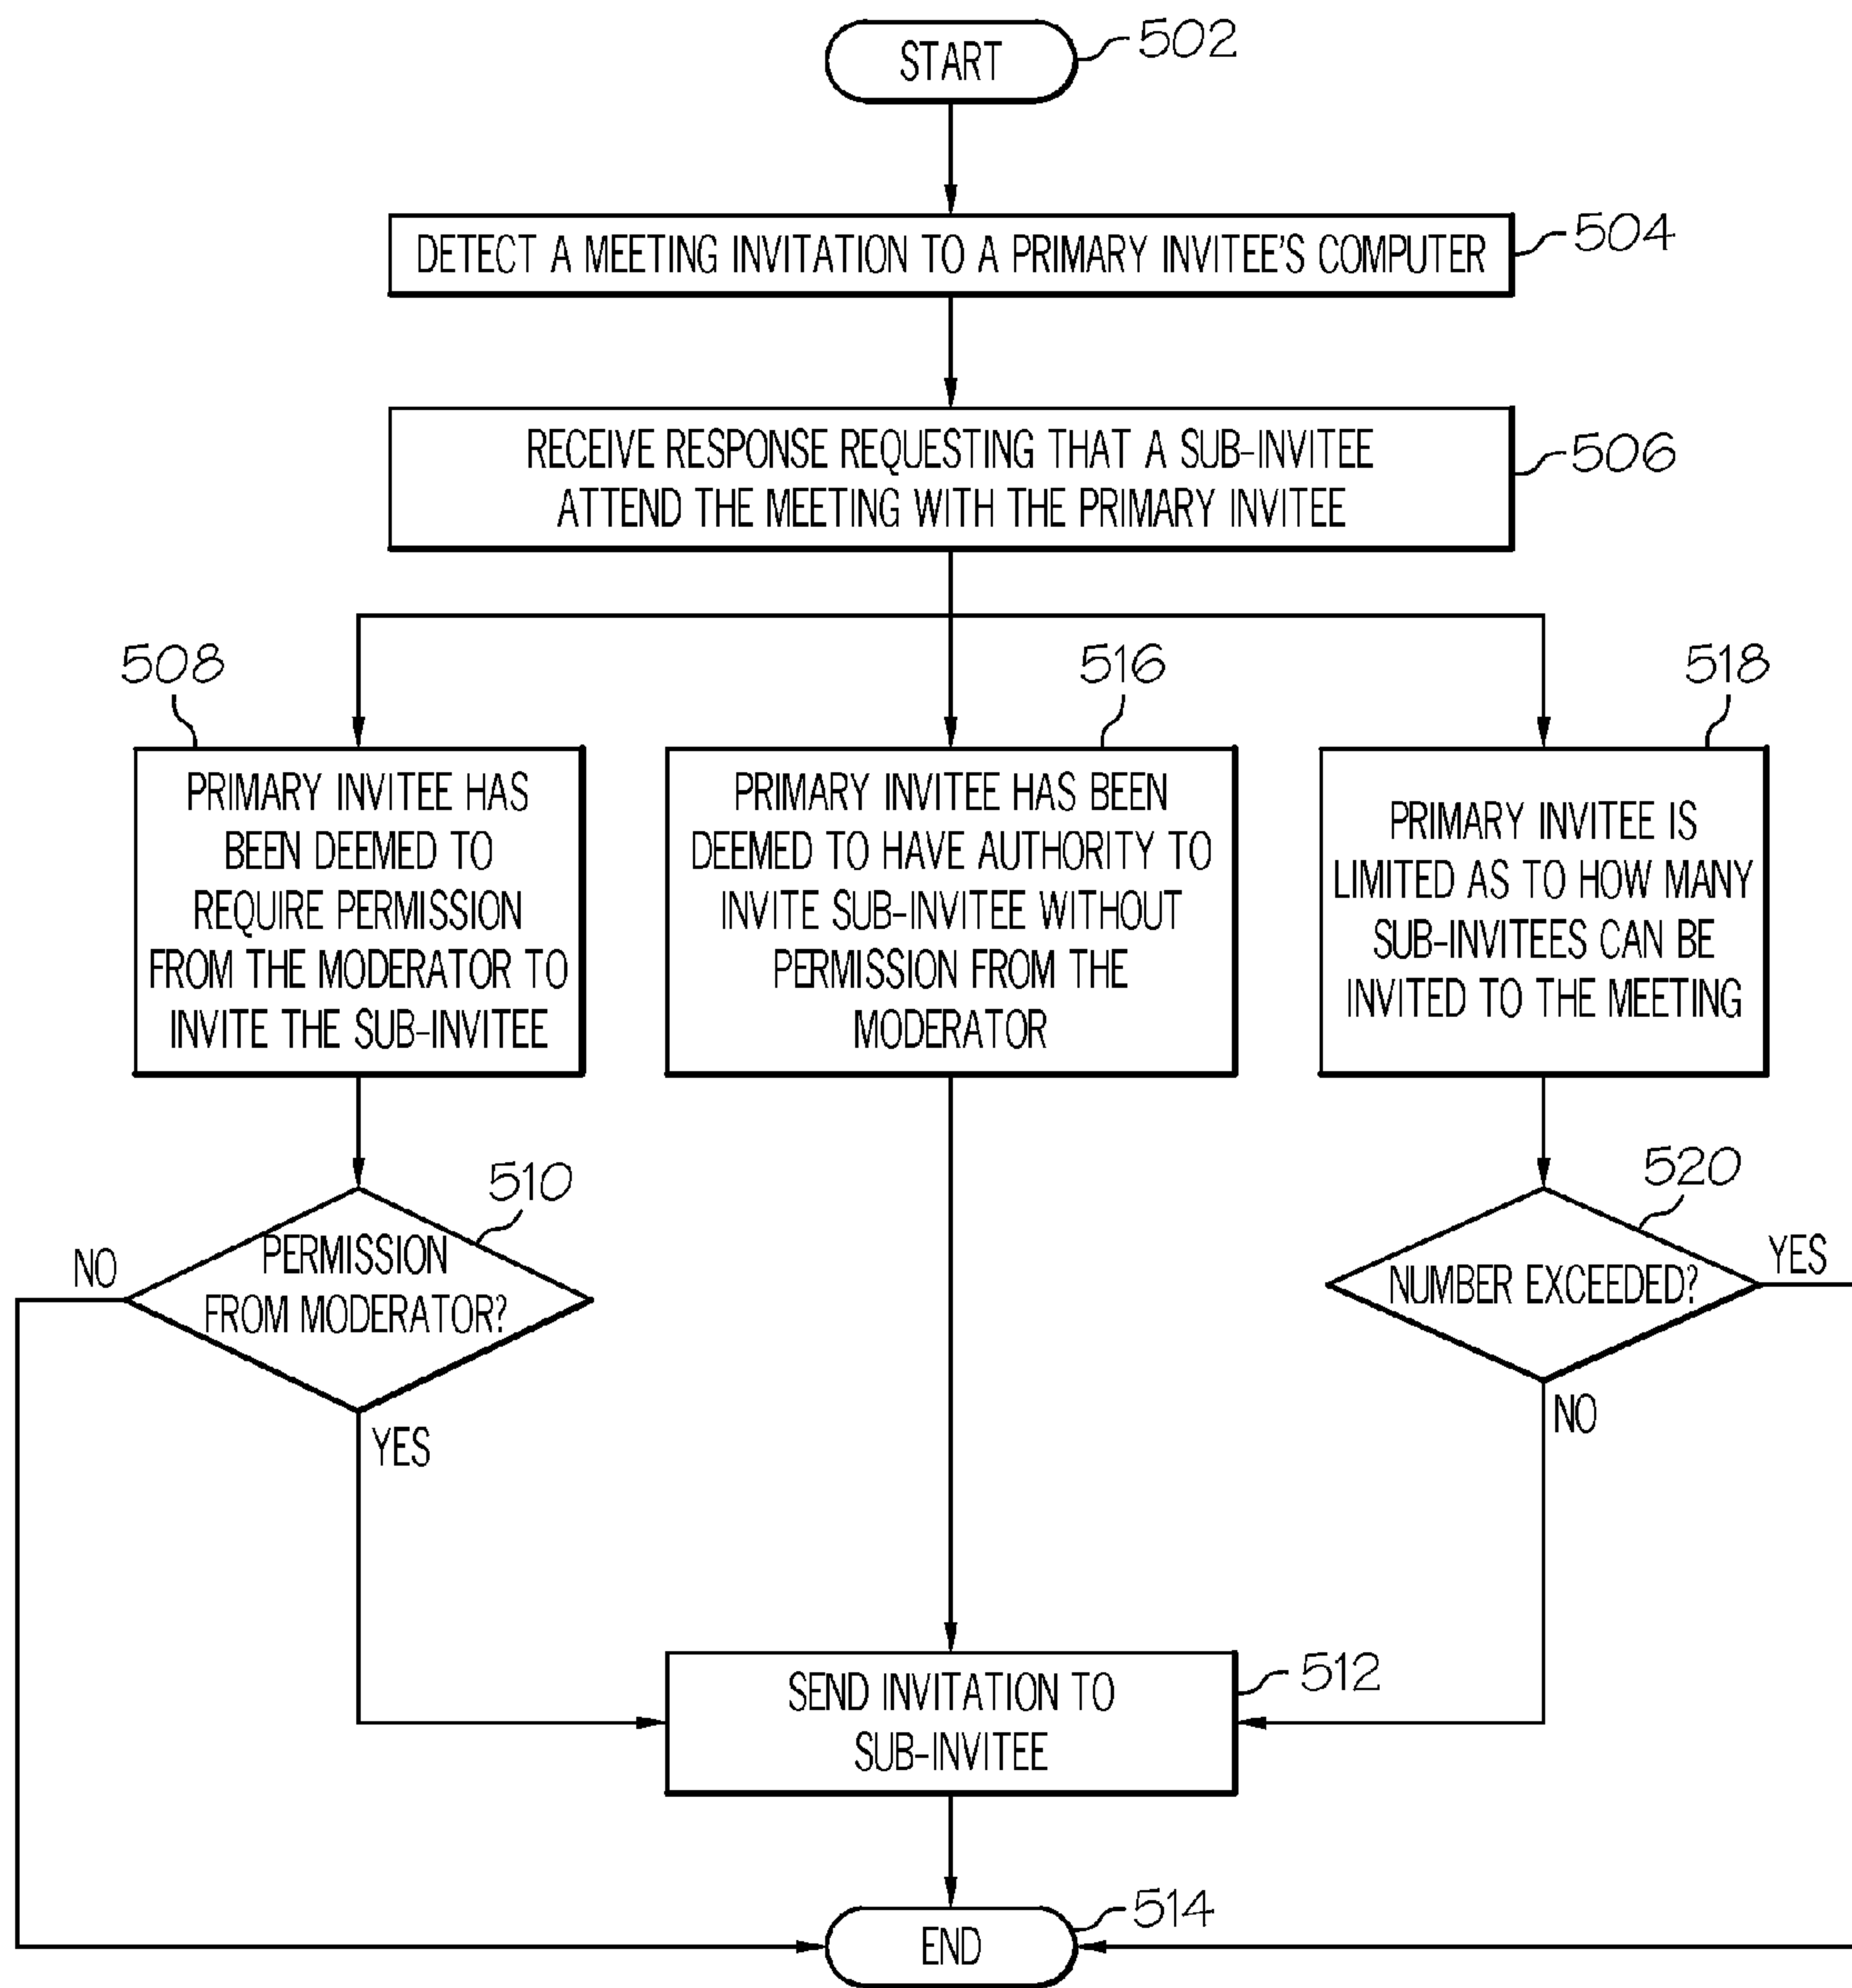 START
502
DETECT A MEETING INVITATION TO A PRIMARY INVITEE'S COMPUTER
504
RECEIVE RESPONSE REQUESTING THAT A SUB-INVITEE
ATTEND THE MEETING WITH THE PRIMARY INVITEE
506
508
PRIMARY INVITEE HAS
BEEN DEEMED TO
REQUIRE PERMISSION
FROM THE MODERATOR TO
INVITE THE SUB-INVITEE
516
PRIMARY INVITEE HAS BEEN
DEEMED TO HAVE AUTHORITY TO
INVITE SUB-INVITEE WITHOUT
PERMISSION FROM THE
MODERATOR
518
PRIMARY INVITEE IS
LIMITED AS TO HOW MANY
SUB-INVITEES CAN BE
INVITED TO THE MEETING
510
PERMISSION
FROM MODERATOR?
NO
YES
520
NUMBER EXCEEDED?
YES
NO
SEND INVITATION TO
SUB-INVITEE
512
END
514